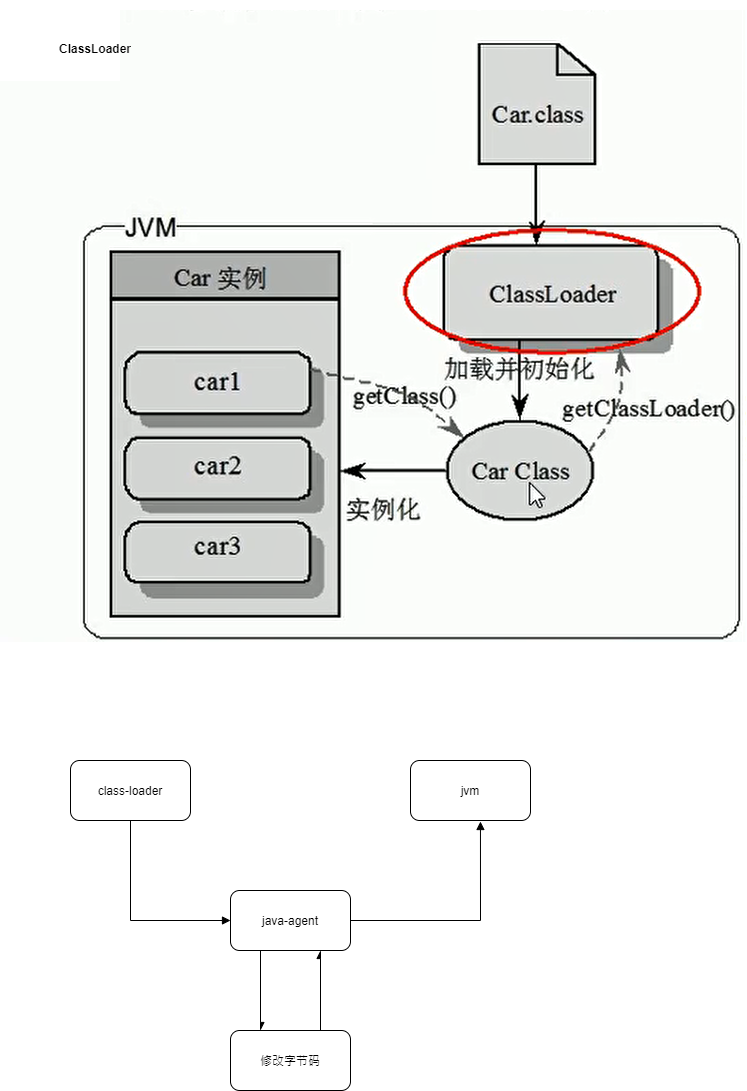 ClassLoader
Car.class
JVM
Car 实例
ClassLoader
加载并初始化
car1
getClass()
getClassLoader()
car2
Car Class
实例化
car3
class-loader
jvm
java-agent
修改字节码